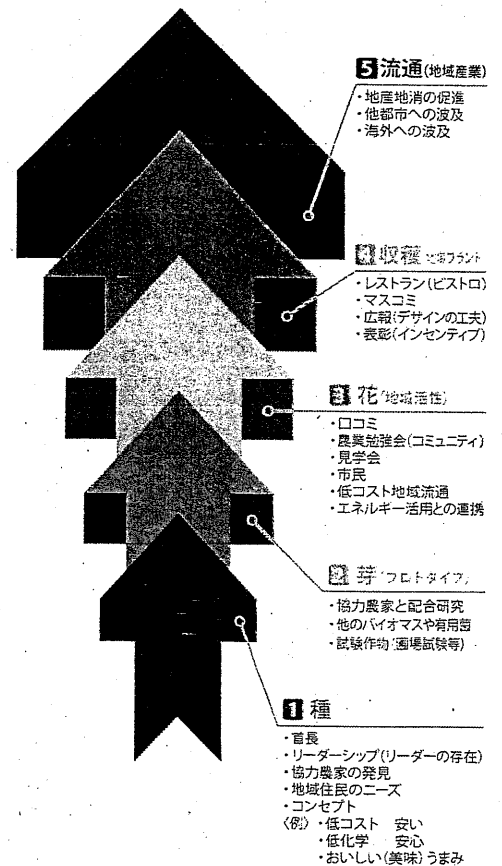 5 流通(地域産業)
・地産地消の促進
・他都市への波及
・海外への波及
4 収穫
・レストラン(ビストロ)
・マスコミ
・広報(デザインの工夫)
・表彰(インセンティブ)
3 花(地域活性)
・口コミ
・農業勉強会(コミュニティ)
・見学会
・市民
・低コスト地域流通
・エネルギー活用との連携
2 芽(プロトタイプ)
・協力農家と配合研究
・他のバイオマスや有用菌
・試験作物(圃場試験等)
1 種
・首長
・リーダーシップ(リーダーの存在)
・協力農家の発見
・地域住民のニーズ
・コンセプト
〈例〉・低コスト 安い
・低化学 安心
・おいしい(美味)うまみ